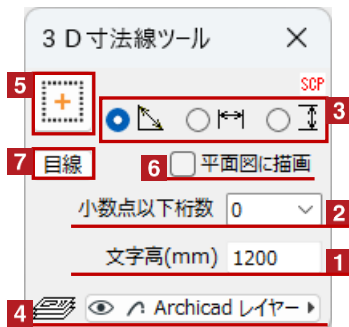 3D寸法線ツール
SCP
5
3
7 目線
6 平面図に描画
小数点以下桁数 0 2
文字高(mm) 1200 1
4 Archicad レイヤー